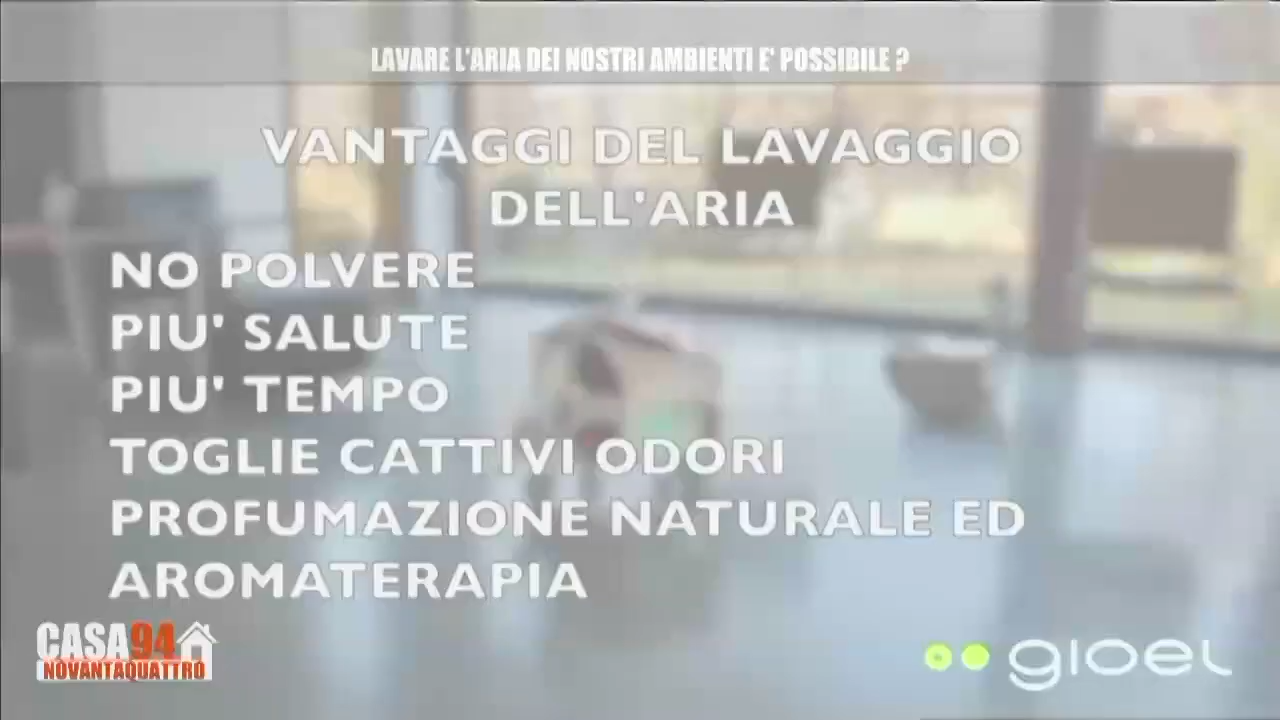 LAVARE L'ARIA DEI NOSTRI AMBIENTI E' POSSIBILE ?
VANTAGGI DEL LAVAGGIO
DELL'ARIA
NO POLVERE
PIU' SALUTE
PIU' TEMPO
TOGLIE CATTIVI ODORI
PROFUMAZIONE NATURALE ED
AROMATERAPIA
CASA94
NOVANTAQUATTRO
gioel